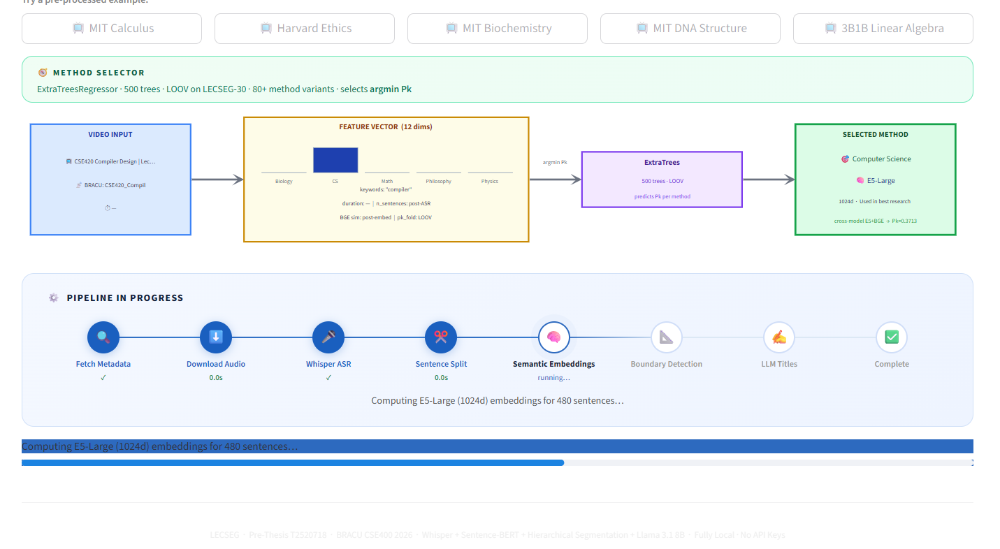 Try a pre-processed example:
MIT Calculus
Harvard Ethics
MIT Biochemistry
MIT DNA Structure
3B1B Linear Algebra
METHOD SELECTOR
ExtraTreesRegressor · 500 trees · LOOV on LECSEG-30 · 80+ method variants · selects argmin Pk
VIDEO INPUT
CSE420 Compiler Design | Lec…
BRACU: CSE420_Compil
—
FEATURE VECTOR (12 dims)
Biology
CS
Math
Philosophy
Physics
keywords: "compiler"
duration: — | n_sentences: post-ASR
BGE sim: post-embed | pk_fold: LOOV
argmin Pk
ExtraTrees
500 trees · LOOV
predicts Pk per method
SELECTED METHOD
Computer Science
E5-Large
1024d · Used in best research
cross-model E5+BGE → Pk=0.3713
PIPELINE IN PROGRESS
Fetch Metadata
✓
Download Audio
0.0s
Whisper ASR
✓
Sentence Split
0.0s
Semantic Embeddings
running…
Boundary Detection
LLM Titles
Complete
Computing E5-Large (1024d) embeddings for 480 sentences…
Computing E5-Large (1024d) embeddings for 480 sentences…
LECSEG · Pre-Thesis T2520718 · BRACU CSE400 2026 · Whisper + Sentence-BERT + Hierarchical Segmentation + Llama 3.1 8B · Fully Local · No API Keys